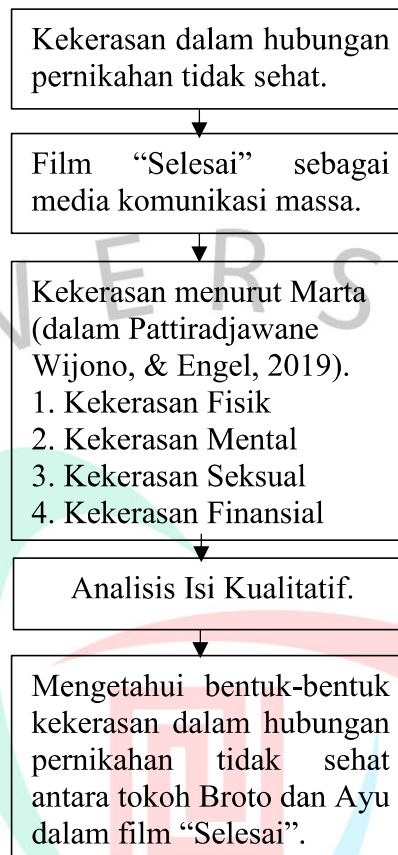 Kekerasan dalam hubungan
pernikahan tidak sehat.
Film “Selesai” sebagai
media komunikasi massa.
Kekerasan menurut Marta
(dalam Pattiradjawane
Wijono, & Engel, 2019).
1. Kekerasan Fisik
2. Kekerasan Mental
3. Kekerasan Seksual
4. Kekerasan Finansial
Analisis Isi Kualitatif.
Mengetahui bentuk-bentuk
kekerasan dalam hubungan
pernikahan tidak sehat
antara tokoh Broto dan Ayu
dalam film “Selesai”.